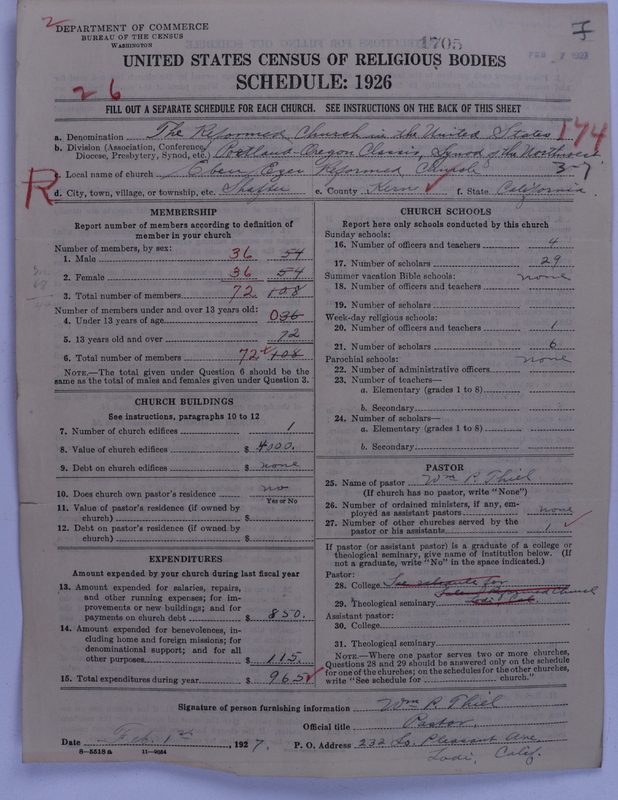 2
DEPARTMENT OF COMMERCE
BUREAU OF THE CENSUS
WASHINGTON
1705
UNITED STATES CENSUS OF RELIGIOUS BODIES
SCHEDULE: 1926
26
FILL OUT A SEPARATE SCHEDULE FOR EACH CHURCH. SEE INSTRUCTIONS ON THE BACK OF THIS SHEET
a. Denomination The Reformed Church in the United States 174
b. Division (Association, Conference, Diocese, Presbytery, Synod, etc.) Portland-Oregon Classis, Synod of the Northwest
3-7
c. Local name of church Eben Ezer Reformed Church
R
d. City, town, village, or township, etc. Shafter e. County Kern f. State California
MEMBERSHIP
Report number of members according to definition of
member in your church
Number of members, by sex:
1. Male 36 54
2. Female 36 54
3. Total number of members 72 108
Number of members under and over 13 years old:
4. Under 13 years of age 0 36
5. 13 years old and over 72
6. Total number of members 72 108
NOTE.—The total given under Question 6 should be the
same as the total of males and females given under Question 3.
CHURCH BUILDINGS
See instructions, paragraphs 10 to 12
7. Number of church edifices 1
8. Value of church edifices $ 4000.
9. Debt on church edifices $ none
10. Does church own pastor's residence no
Yes or No
11. Value of pastor's residence (if owned by
church) $
12. Debt on pastor's residence (if owned by
church) $
EXPENDITURES
Amount expended by your church during last fiscal year
13. Amount expended for salaries, repairs,
and other running expenses; for im-
provements or new buildings; and for
payments on church debt $ 850.
14. Amount expended for benevolences, in-
cluding home and foreign missions; for
denominational support; and for all
other purposes $ 115.
15. Total expenditures during year $ 965
CHURCH SCHOOLS
Report here only schools conducted by this church
Sunday schools:
16. Number of officers and teachers 4
17. Number of scholars 29
Summer vacation Bible schools: none
18. Number of officers and teachers
19. Number of scholars
Week-day religious schools:
20. Number of officers and teachers 1
21. Number of scholars 6
Parochial schools: none
22. Number of administrative officers
23. Number of teachers—
a. Elementary (grades 1 to 8)
b. Secondary
24. Number of scholars—
a. Elementary (grades 1 to 8)
b. Secondary
PASTOR
25. Name of pastor Wm R. Thiel
(If church has no pastor, write "None")
26. Number of ordained ministers, if any, em-
ployed as assistant pastors none
27. Number of other churches served by the
pastor or his assistants 1
If pastor (or assistant pastor) is a graduate of a college or
theological seminary, give name of institution below. (If
not a graduate, write "No" in the space indicated.)
Pastor:
28. College See schedule for
Reformed Church
29. Theological seminary Lodi Cal.
Assistant pastor:
30. College
31. Theological seminary
NOTE.—Where one pastor serves two or more churches,
Questions 28 and 29 should be answered only on the schedule
for one of the churches; on the schedules for the other churches,
write "See schedule for church."
Signature of person furnishing information Wm R. Thiel
Official title Pastor.
Date Feb. 1st, 1927. P. O. Address 232 So. Pleasant Ave.
Lodi, Calif.
8—5518a 11—9254